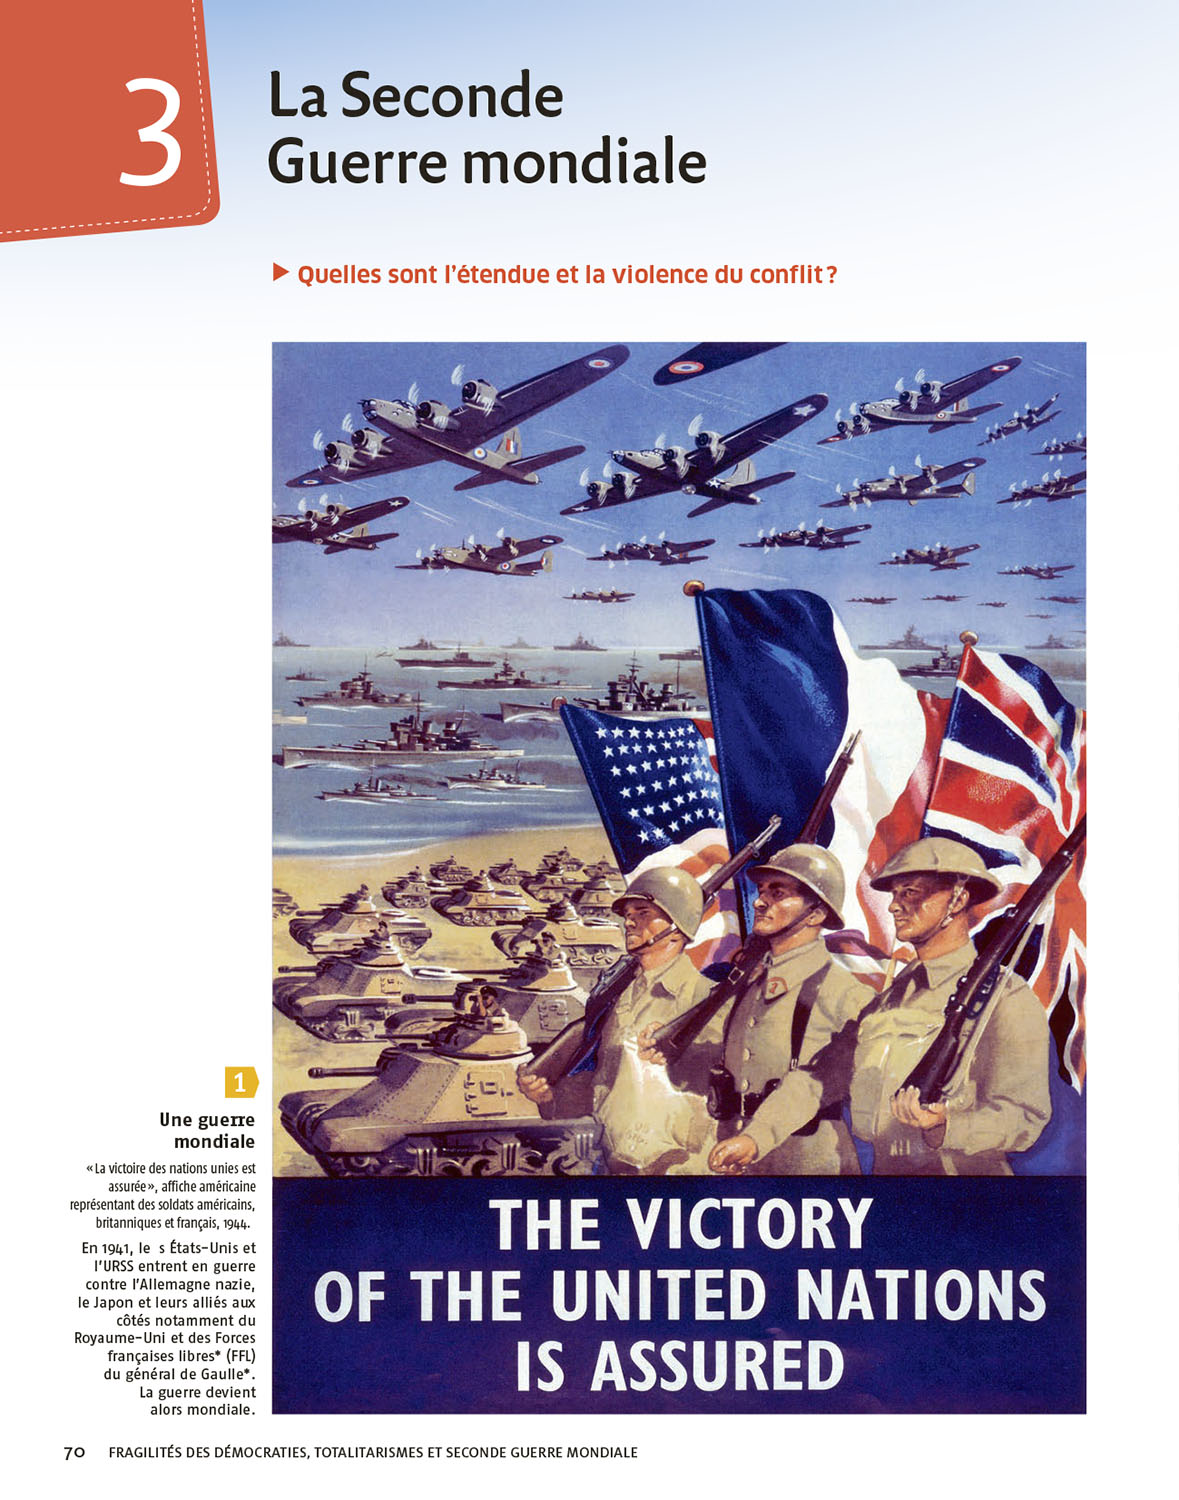 3
La Seconde
Guerre mondiale
▶ Quelles sont l'étendue et la violence du conflit ?
THE VICTORY
OF THE UNITED NATIONS
IS ASSURED
1
Une guerre
mondiale
« La victoire des nations unies est
assurée », affiche américaine
représentant des soldats américains,
britanniques et français, 1944.
En 1941, le s États-Unis et
l'URSS entrent en guerre
contre l'Allemagne nazie,
le Japon et leurs alliés aux
côtés notamment du
Royaume-Uni et des Forces
françaises libres* (FFL)
du général de Gaulle*.
La guerre devient
alors mondiale.
70 FRAGILITÉS DES DÉMOCRATIES, TOTALITARISMES ET SECONDE GUERRE MONDIALE